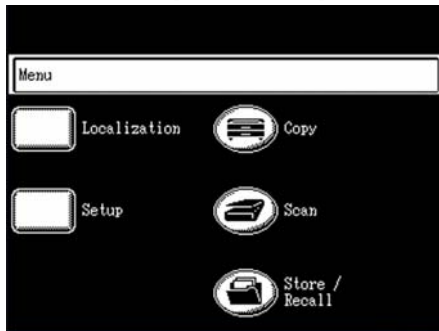 Menu
Localization
Copy
Setup
Scan
Store /
Recall